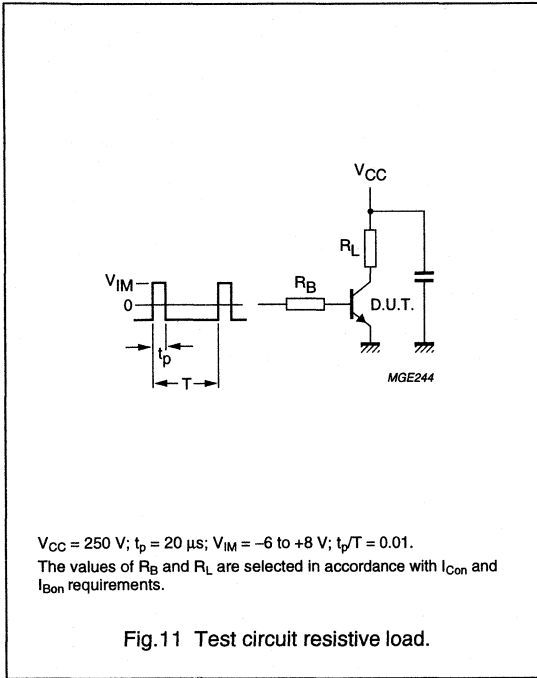 VCC
RL
VIM
0
RB
D.U.T.
tp
T
MGE244
VCC = 250 V; tp = 20 µs; VIM = −6 to +8 V; tp/T = 0.01.
The values of RB and RL are selected in accordance with ICon and
IBon requirements.
Fig.11 Test circuit resistive load.